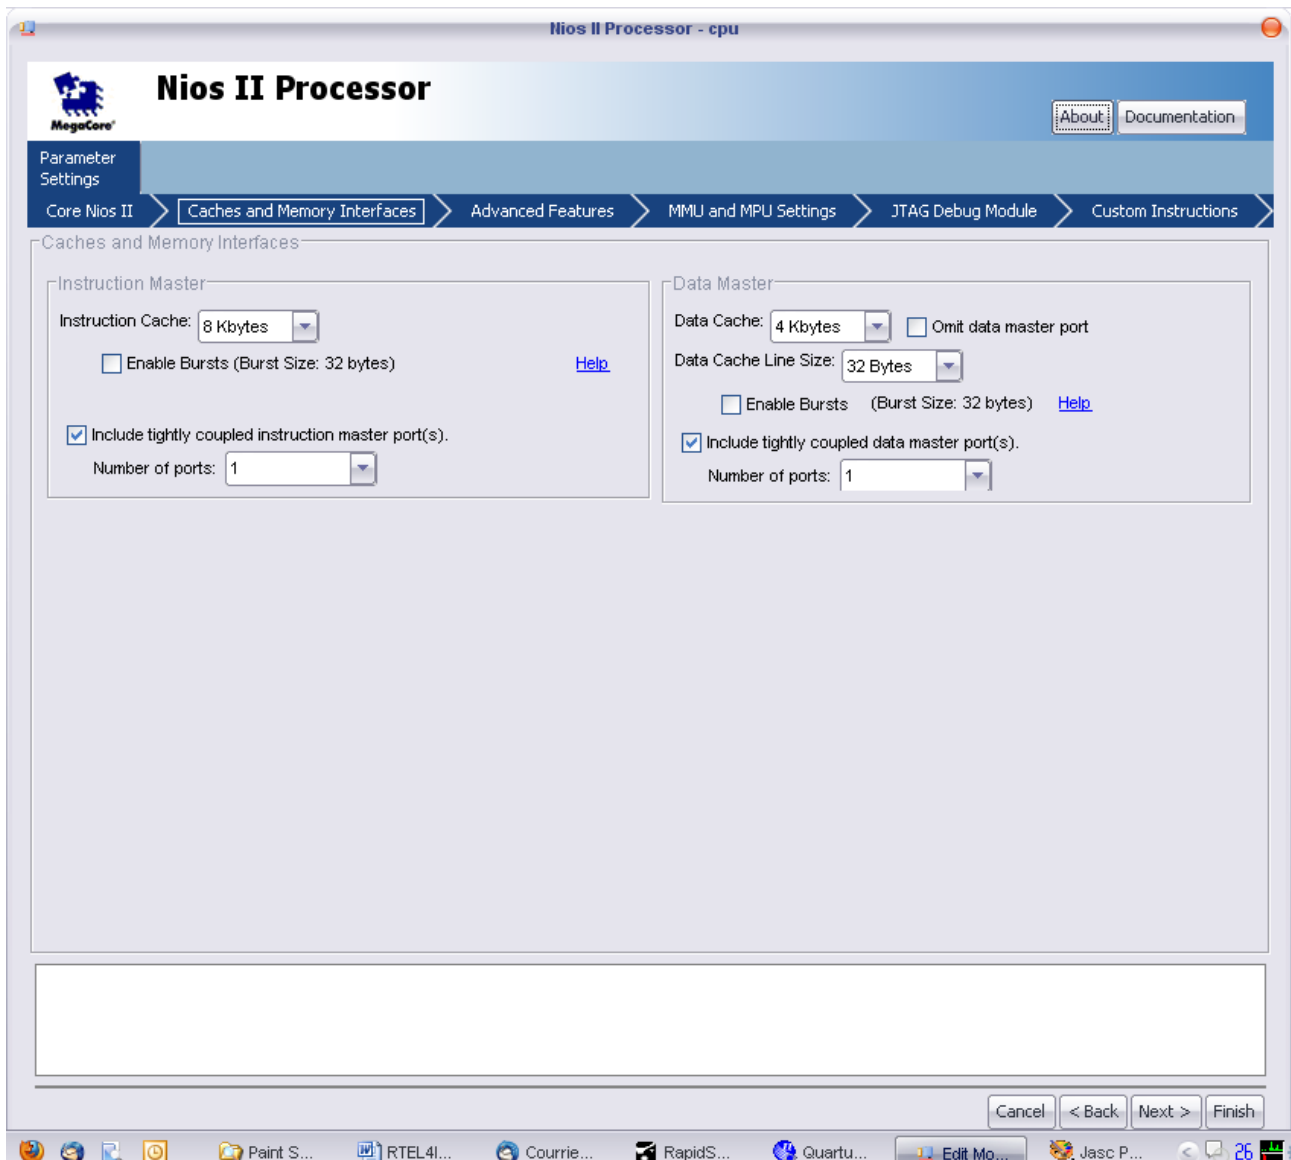 Nios II Processor - cpu
Nios II Processor
MegaCore®
About Documentation
Parameter
Settings
Core Nios II Caches and Memory Interfaces Advanced Features MMU and MPU Settings JTAG Debug Module Custom Instructions
Caches and Memory Interfaces
Instruction Master
Instruction Cache: 8 Kbytes
Enable Bursts (Burst Size: 32 bytes) Help
Include tightly coupled instruction master port(s).
Number of ports: 1
Data Master
Data Cache: 4 Kbytes Omit data master port
Data Cache Line Size: 32 Bytes
Enable Bursts (Burst Size: 32 bytes) Help
Include tightly coupled data master port(s).
Number of ports: 1
Cancel < Back Next > Finish
Paint S... RTEL4I... Courrie... RapidS... Quartu... Edit Mo... Jasc P... < 26